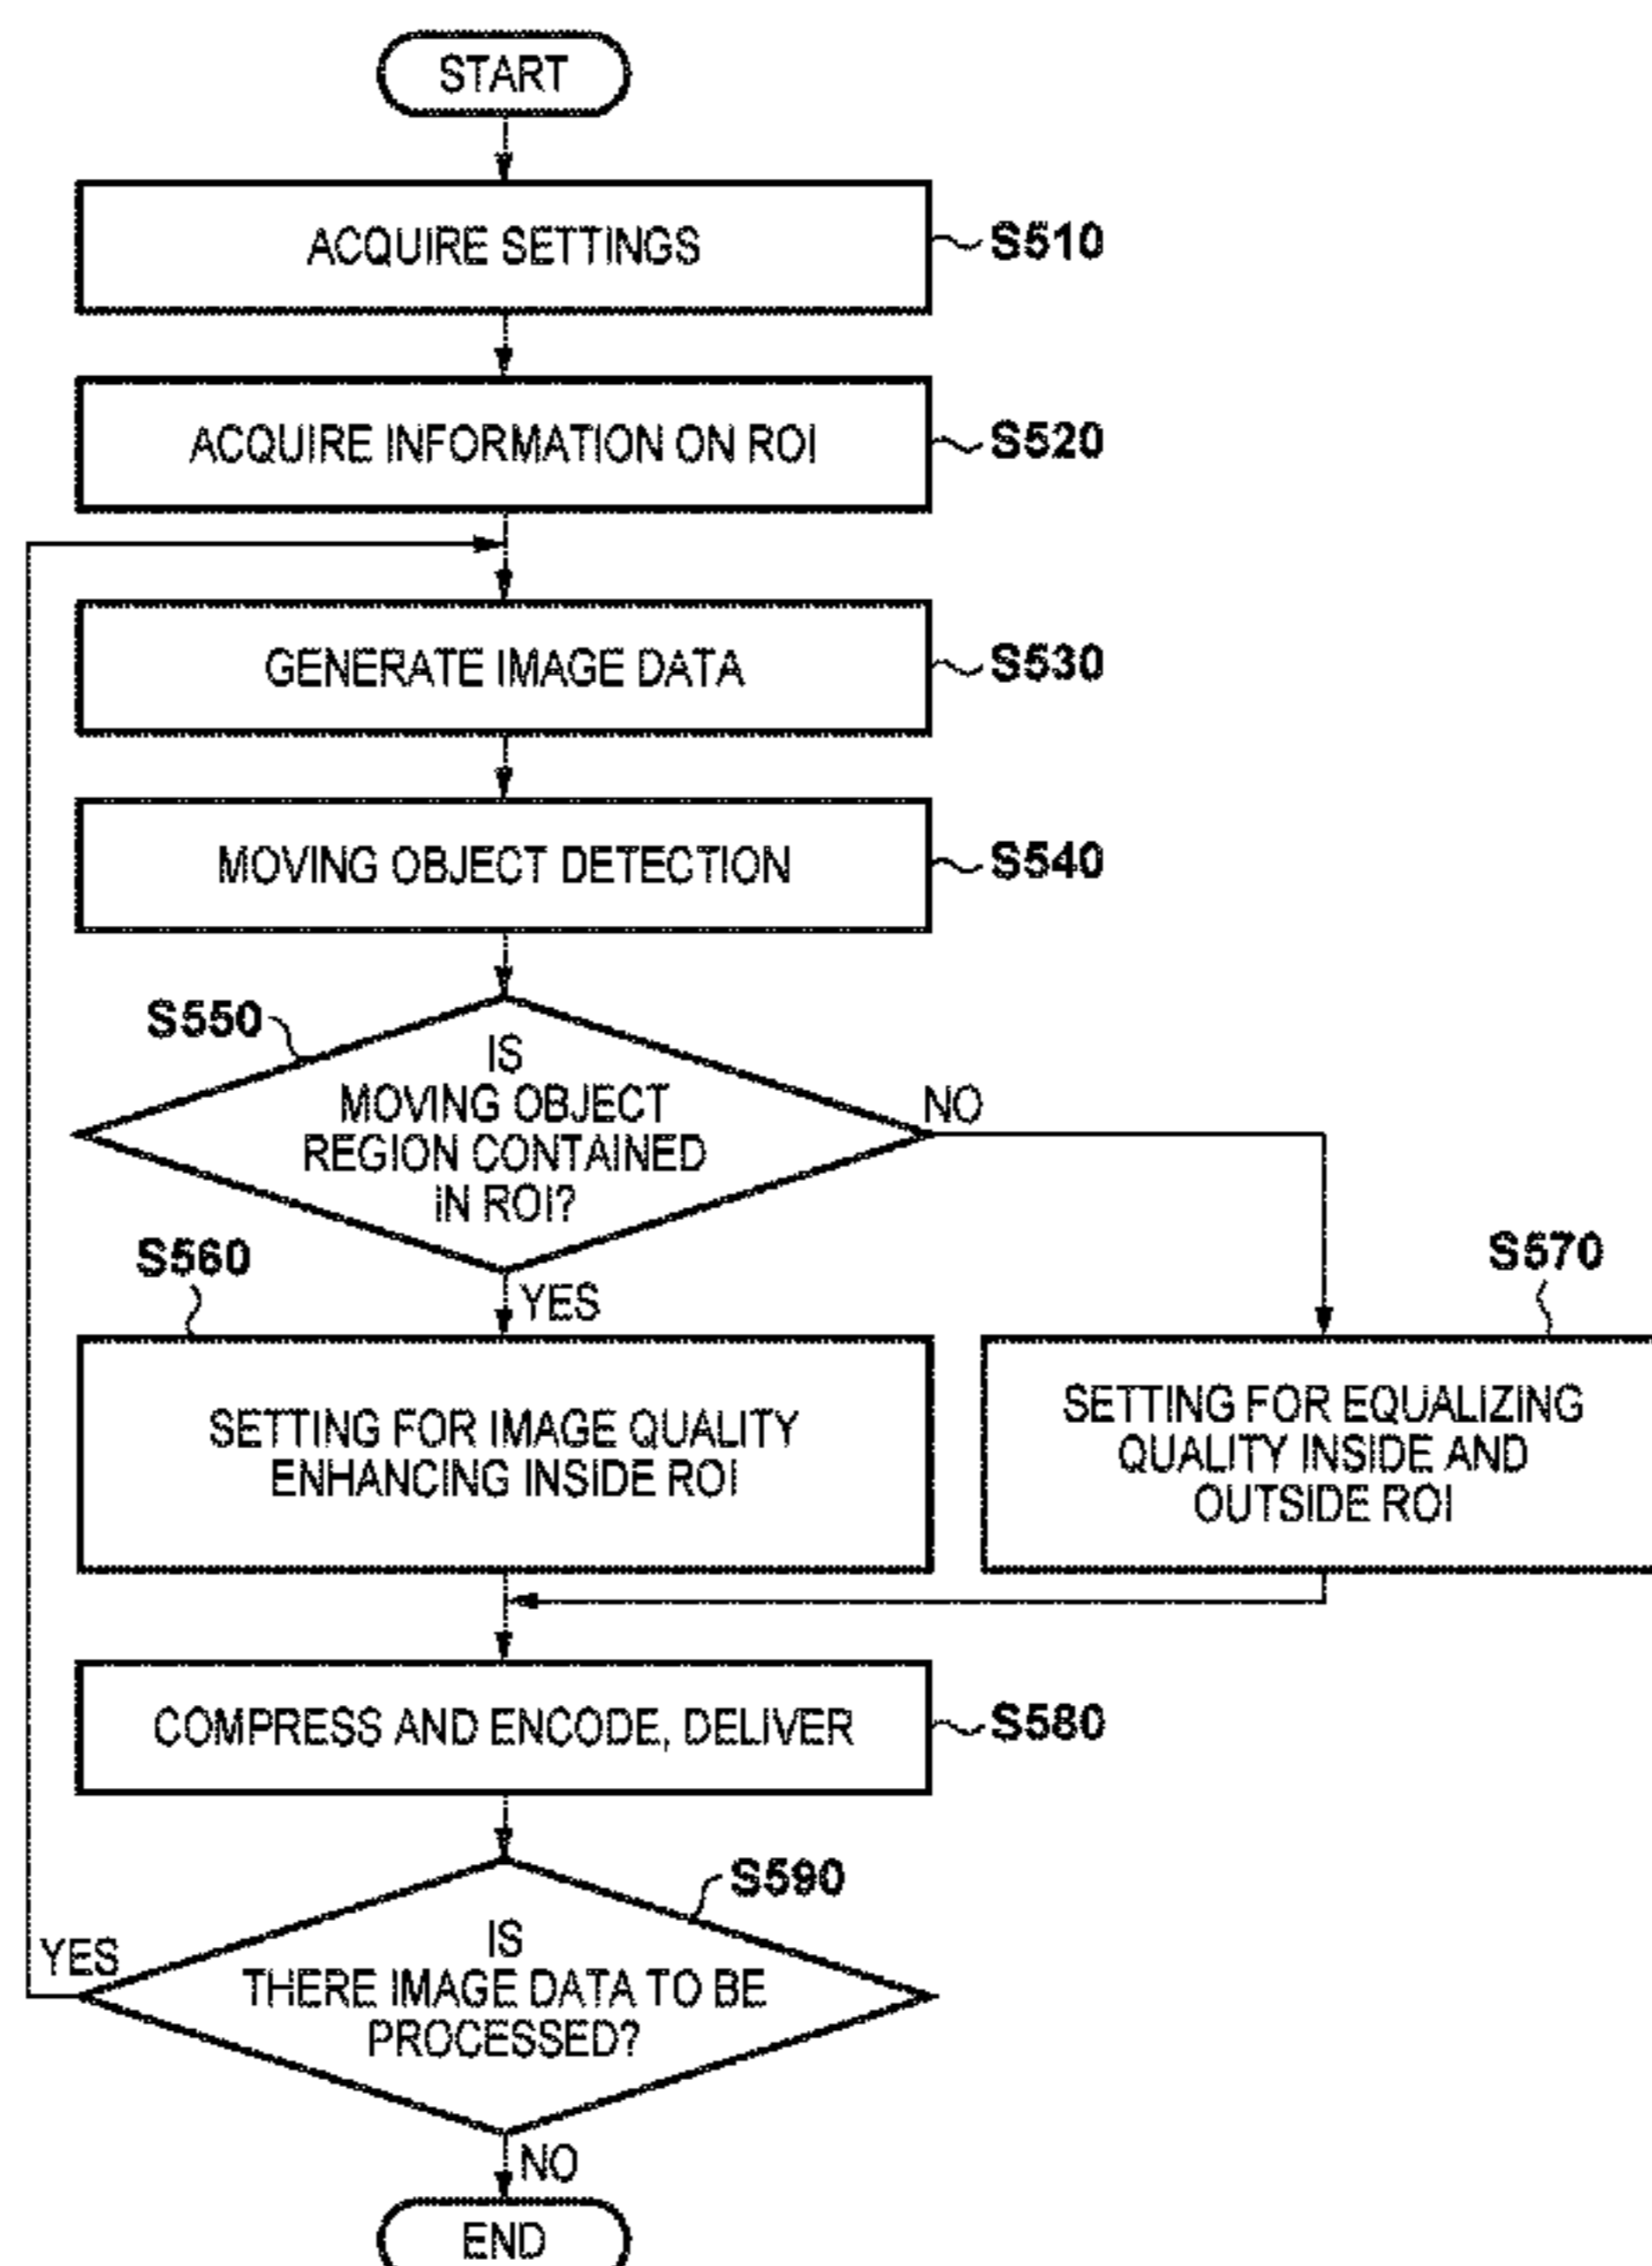 START
ACQUIRE SETTINGS
S510
ACQUIRE INFORMATION ON ROI
S520
GENERATE IMAGE DATA
S530
MOVING OBJECT DETECTION
S540
S550
IS
MOVING OBJECT
REGION CONTAINED
IN ROI?
NO
YES
S560
SETTING FOR IMAGE QUALITY
ENHANCING INSIDE ROI
S570
SETTING FOR EQUALIZING
QUALITY INSIDE AND
OUTSIDE ROI
COMPRESS AND ENCODE, DELIVER
S580
S590
IS
THERE IMAGE DATA TO BE
PROCESSED?
YES
NO
END